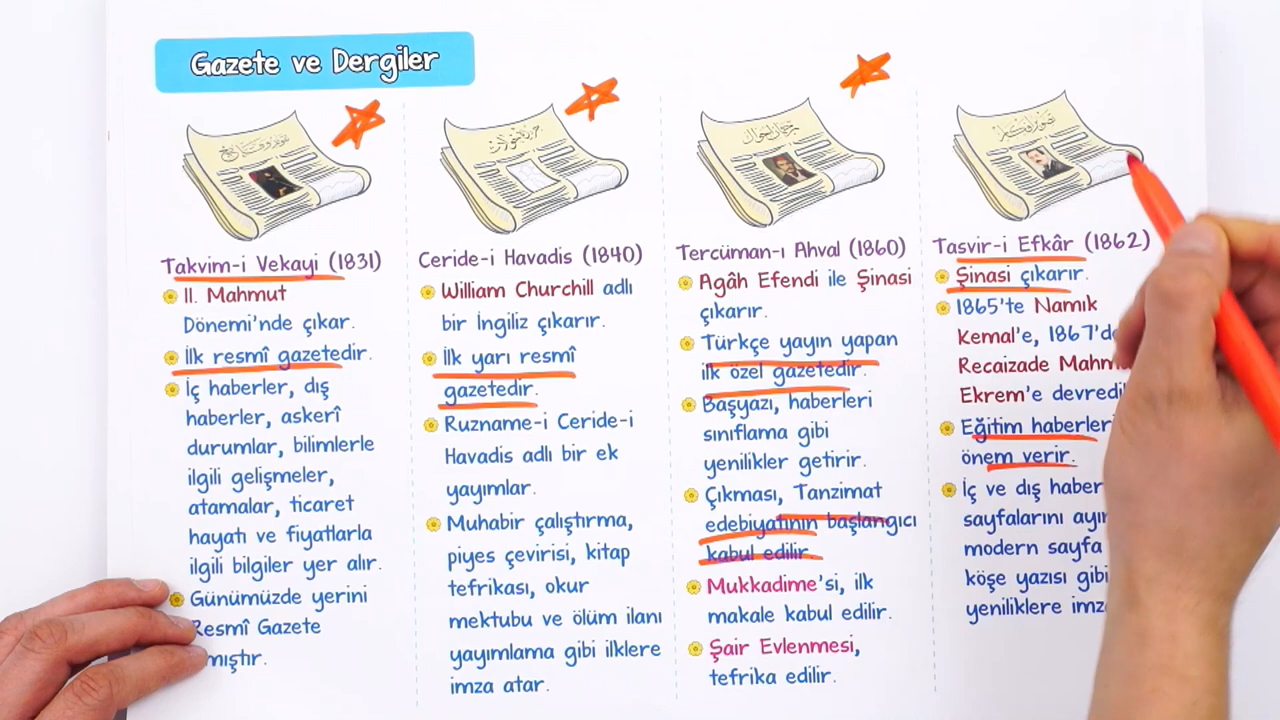 Gazete ve Dergiler
Takvim-i Vekayi (1831)
II. Mahmut
Dönemi'nde çıkar.
İlk resmî gazetedir.
İç haberler, dış
haberler, askerî
durumlar, bilimlerle
ilgili gelişmeler,
atamalar, ticaret
hayatı ve fiyatlarla
ilgili bilgiler yer alır.
Günümüzde yerini
Resmî Gazete
Ceride-i Havadis (1840)
William Churchill adlı
bir İngiliz çıkarır.
İlk yarı resmî
gazetedir.
Ruzname-i Ceride-i
Havadis adlı bir ek
yayımlar.
Muhabir çalıştırma,
piyes çevirisi, kitap
tefrikası, okur
mektubu ve ölüm ilanı
yayımlama gibi ilklere
imza atar.
Tercüman-ı Ahval (1860)
Agâh Efendi ile Şinasi
çıkarır.
Türkçe yayın yapan
ilk özel gazetedir.
Başyazı, haberleri
sınıflama gibi
yenilikler getirir.
Çıkması, Tanzimat
edebiyatının başlangıcı
kabul edilir.
Mukkadime'si, ilk
makale kabul edilir.
Şair Evlenmesi,
tefrika edilir.
Tasvir-i Efkâr (1862)
Şinasi çıkarır.
1865'te Namık
Kemal'e, 1867'de
Recaizade
Ekrem'e
Eğitim
önem verir.
İç ve dış
sayfalarını
modern sayfa
köşe yazısı gibi
yeniliklere